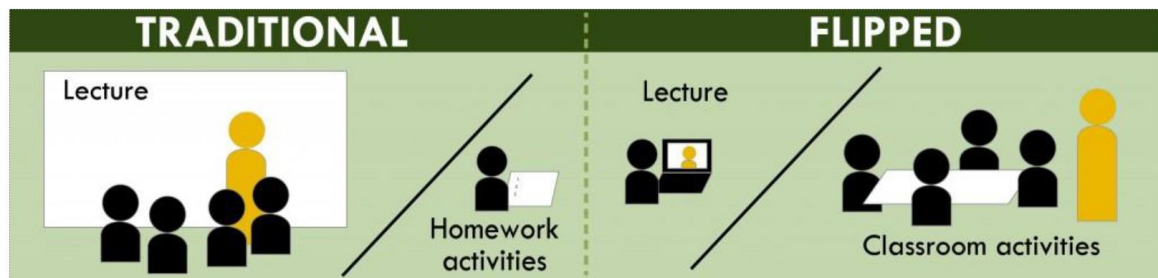 TRADITIONAL
Lecture
Homework
activities
FLIPPED
Lecture
Classroom activities